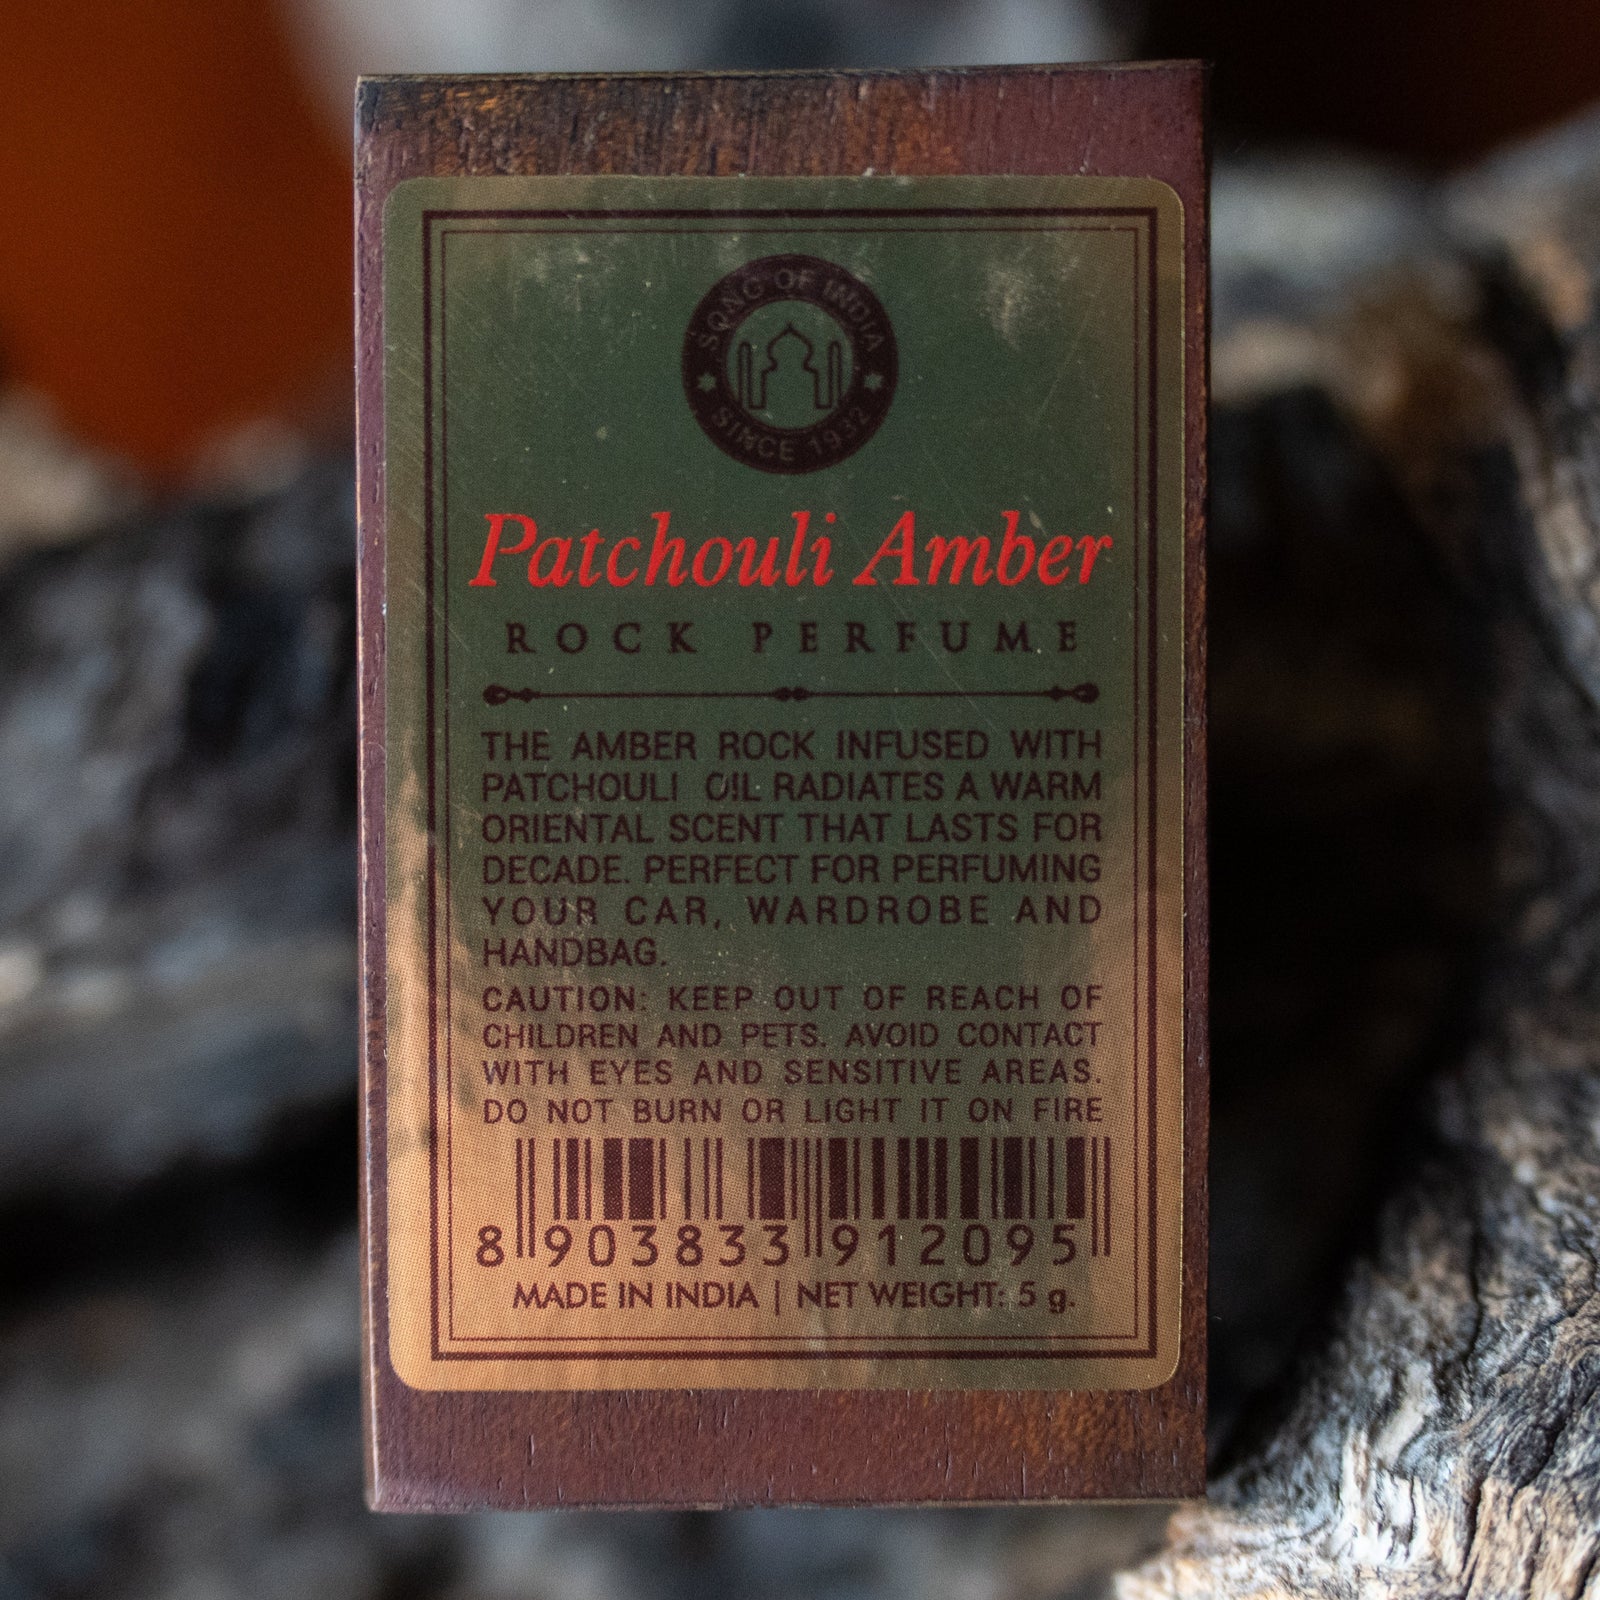 SONG OF INDIA
SINCE 1932
Patchouli Amber
ROCK PERFUME
THE AMBER ROCK INFUSED WITH
PATCHOULI OIL RADIATES A WARM
ORIENTAL SCENT THAT LASTS FOR
DECADE. PERFECT FOR PERFUMING
YOUR CAR, WARDROBE AND
HANDBAG.
CAUTION: KEEP OUT OF REACH OF
CHILDREN AND PETS. AVOID CONTACT
WITH EYES AND SENSITIVE AREAS.
DO NOT BURN OR LIGHT IT ON FIRE
8 903833 912095
MADE IN INDIA | NET WEIGHT: 5 g.